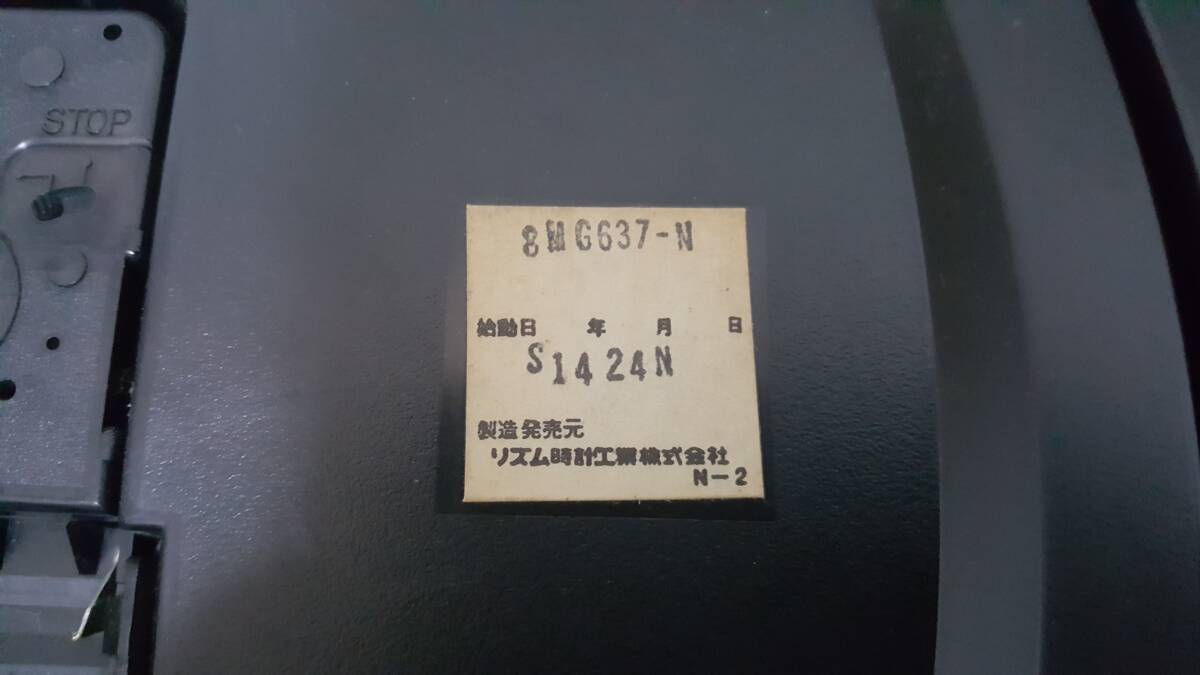 STOP
8MG637-N
始動日 年 月 日
S1424N
製造発売元
リズム時計工業株式会社
N-2